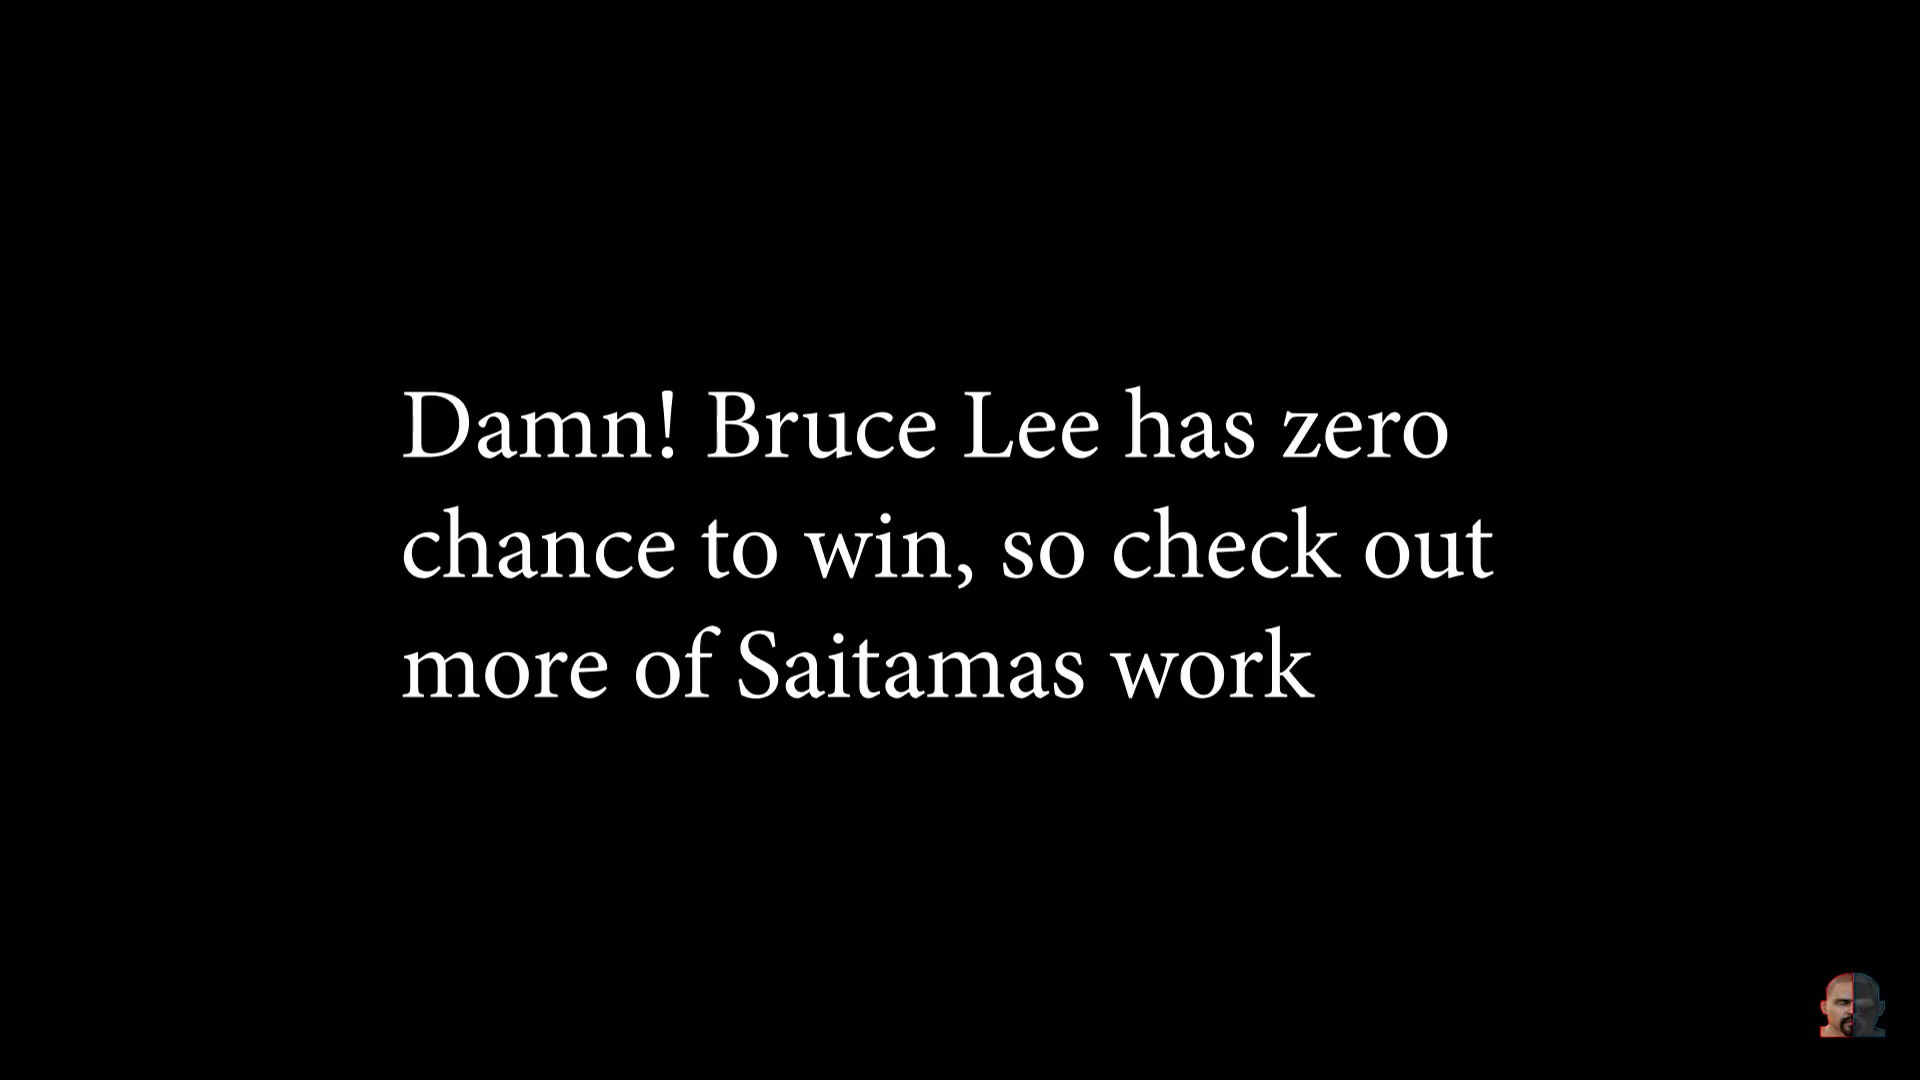 Damn! Bruce Lee has zero
chance to win, so check out
more of Saitamas work